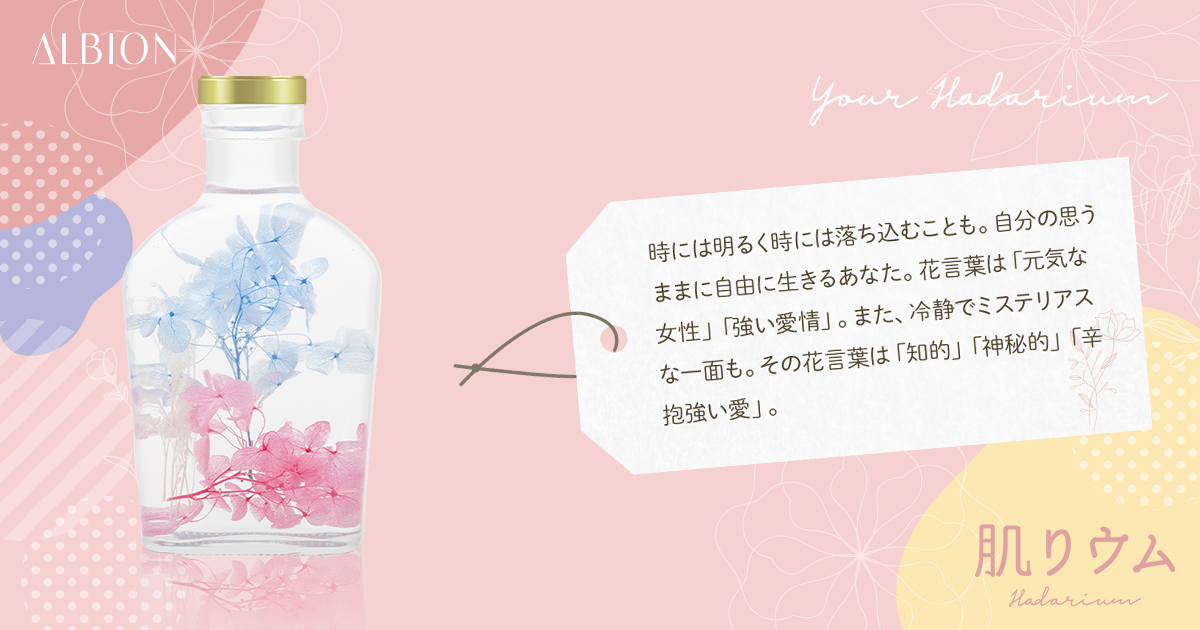 ALBION
Your Hadarium
時には明るく時には落ち込むことも。自分の思う
ままに自由に生きるあなた。花言葉は「元気な
女性」「強い愛情」。また、冷静でミステリアス
な一面も。その花言葉は「知的」「神秘的」「辛
抱強い愛」。
肌りウム
Hadarium